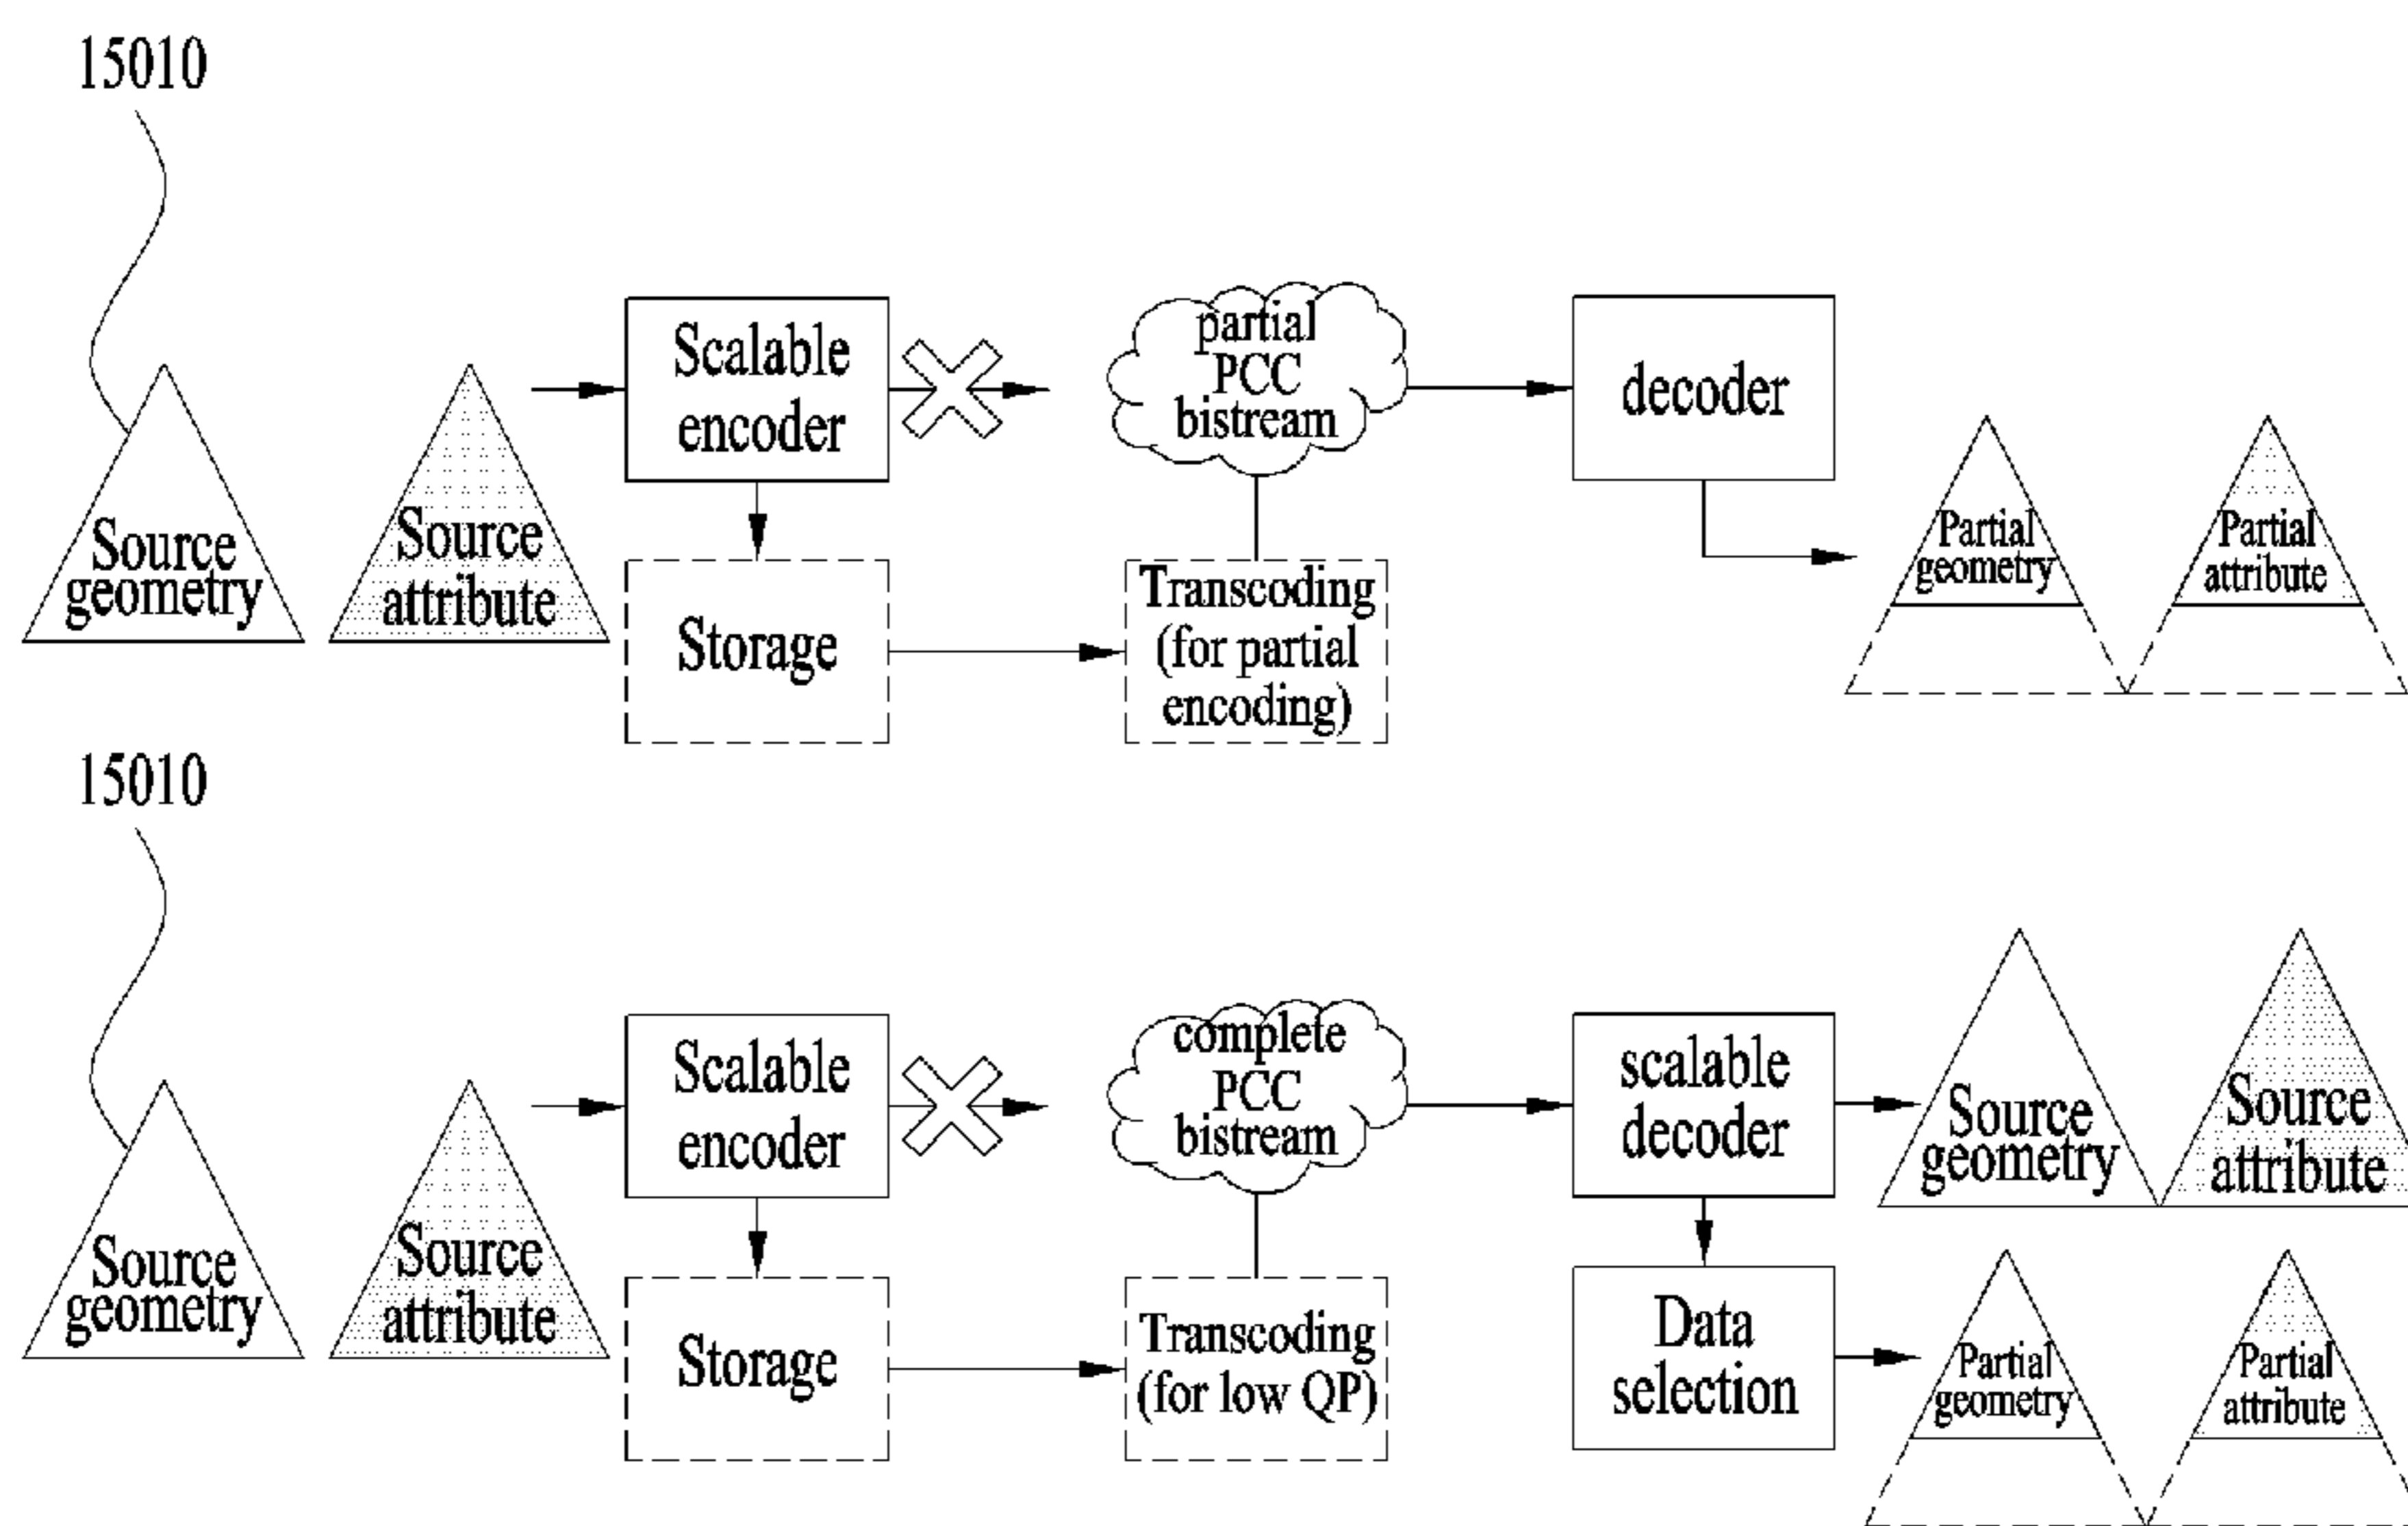 15010
Source
geometry
Source
attribute
Scalable
encoder
Storage
partial
PCC
bistream
Transcoding
(for partial
encoding)
decoder
Partial
geometry
Partial
attribute
15010
Source
geometry
Source
attribute
Scalable
encoder
Storage
complete
PCC
bistream
Transcoding
(for low QP)
scalable
decoder
Data
selection
Source
geometry
Source
attribute
Partial
geometry
Partial
attribute